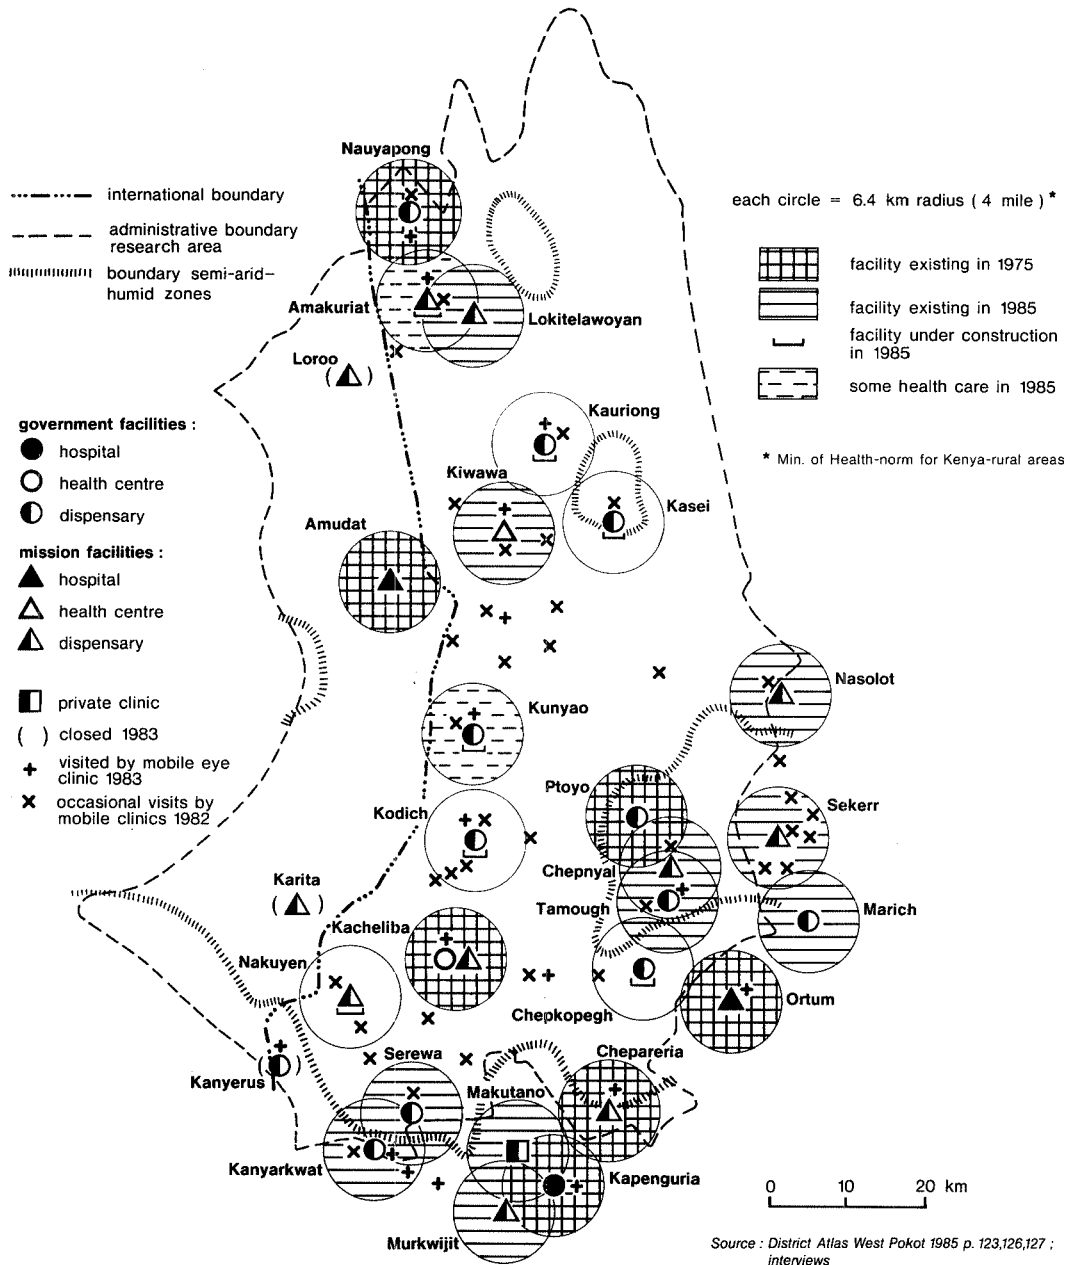 Nauyapong
international boundary
administrative boundary
research area
boundary semi-arid-
humid zones
each circle = 6.4 km radius ( 4 mile ) *
facility existing in 1975
facility existing in 1985
facility under construction
in 1985
some health care in 1985
* Min. of Health-norm for Kenya-rural areas
Amakuriat
Lokitelawoyan
Loroo
( )
government facilities :
hospital
health centre
dispensary
mission facilities :
hospital
health centre
dispensary
private clinic
( ) closed 1983
+ visited by mobile eye
clinic 1983
x occasional visits by
mobile clinics 1982
Kauriong
Kiwawa
Kasei
Amudat
Nasolot
Kunyao
Ptoyo
Sekerr
Kodich
Chepnyal
Karita
( )
Tamough
Marich
Kacheliba
Nakuyen
Ortum
Chepkopegh
Serewa
Chepareria
Kanyerus
( )
Makutano
Kanyarkwat
Kapenguria
Murkwijit
0 10 20 km
Source : District Atlas West Pokot 1985 p. 123,126,127 ;
interviews